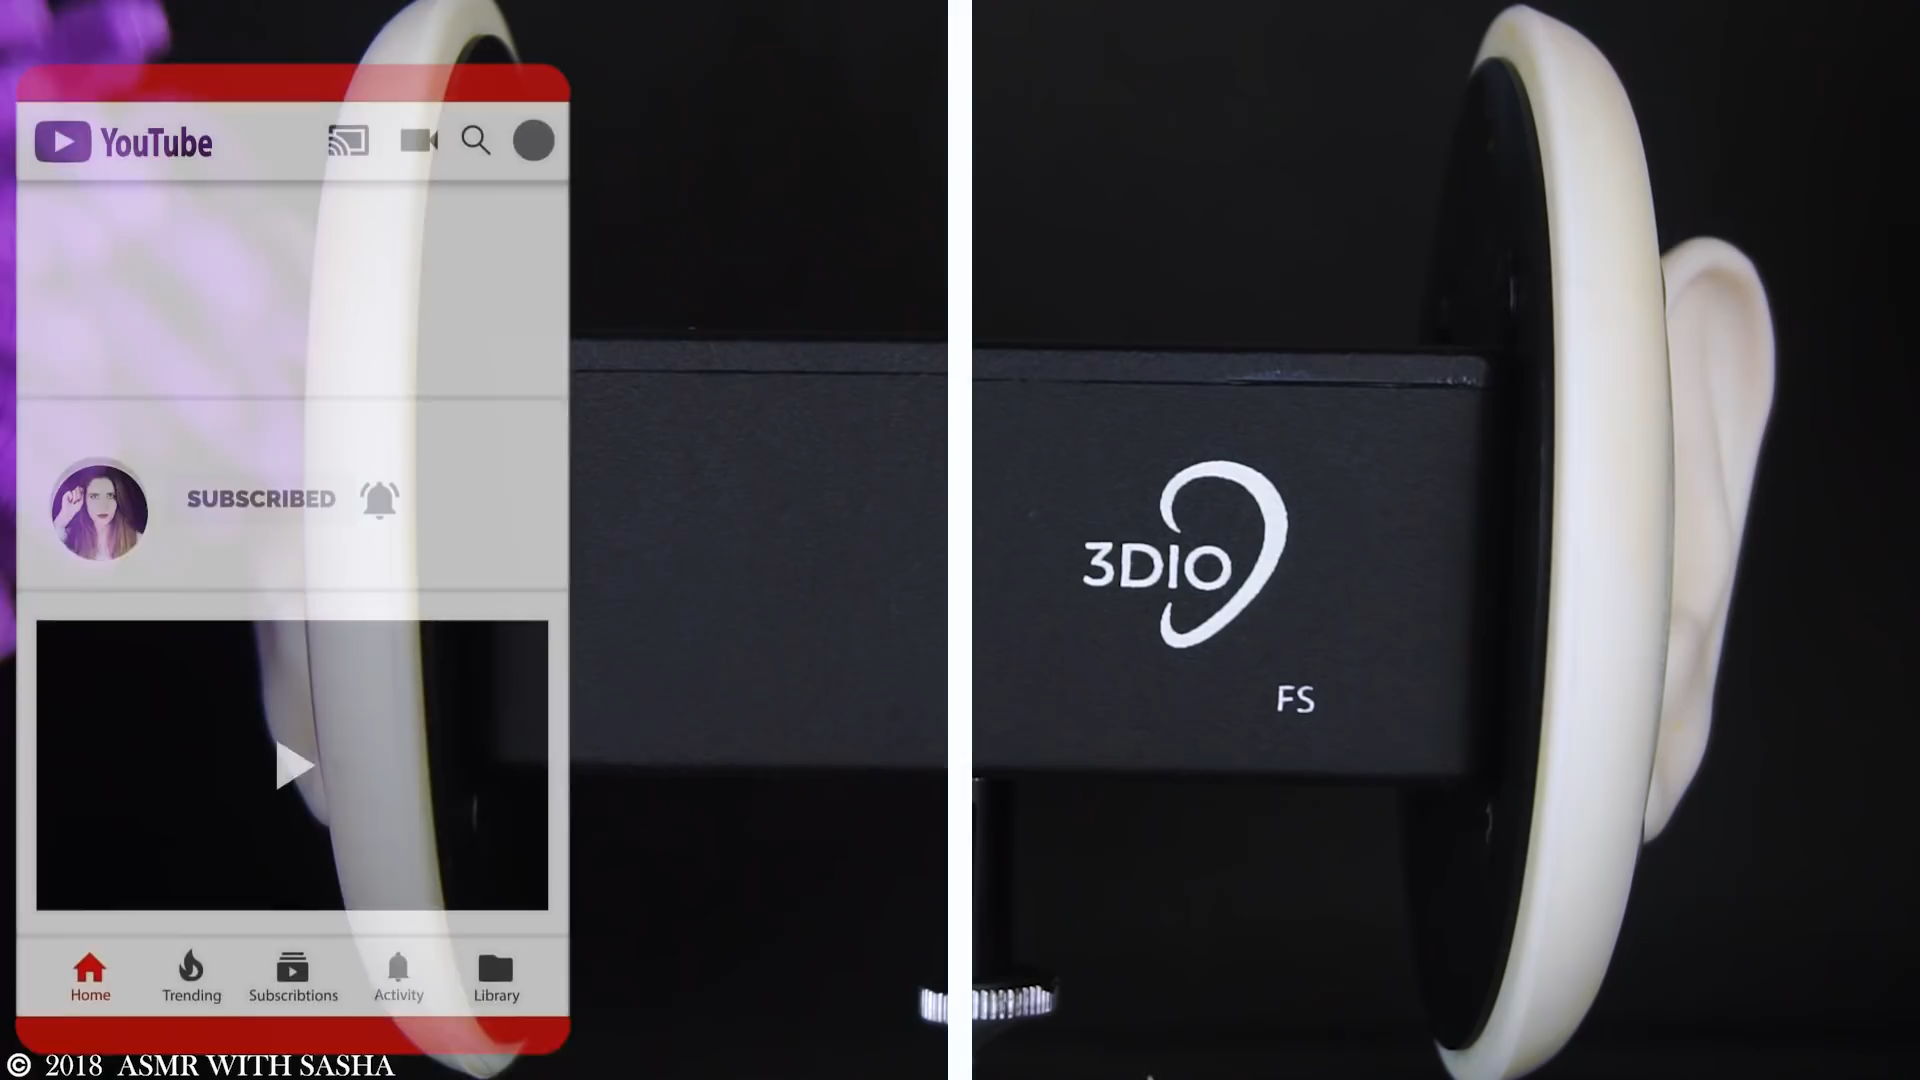 YouTube
SUBSCRIBED
Home
Trending
Subscribtions
Activity
Library
© 2018 ASMR WITH SASHA
3DIO
FS